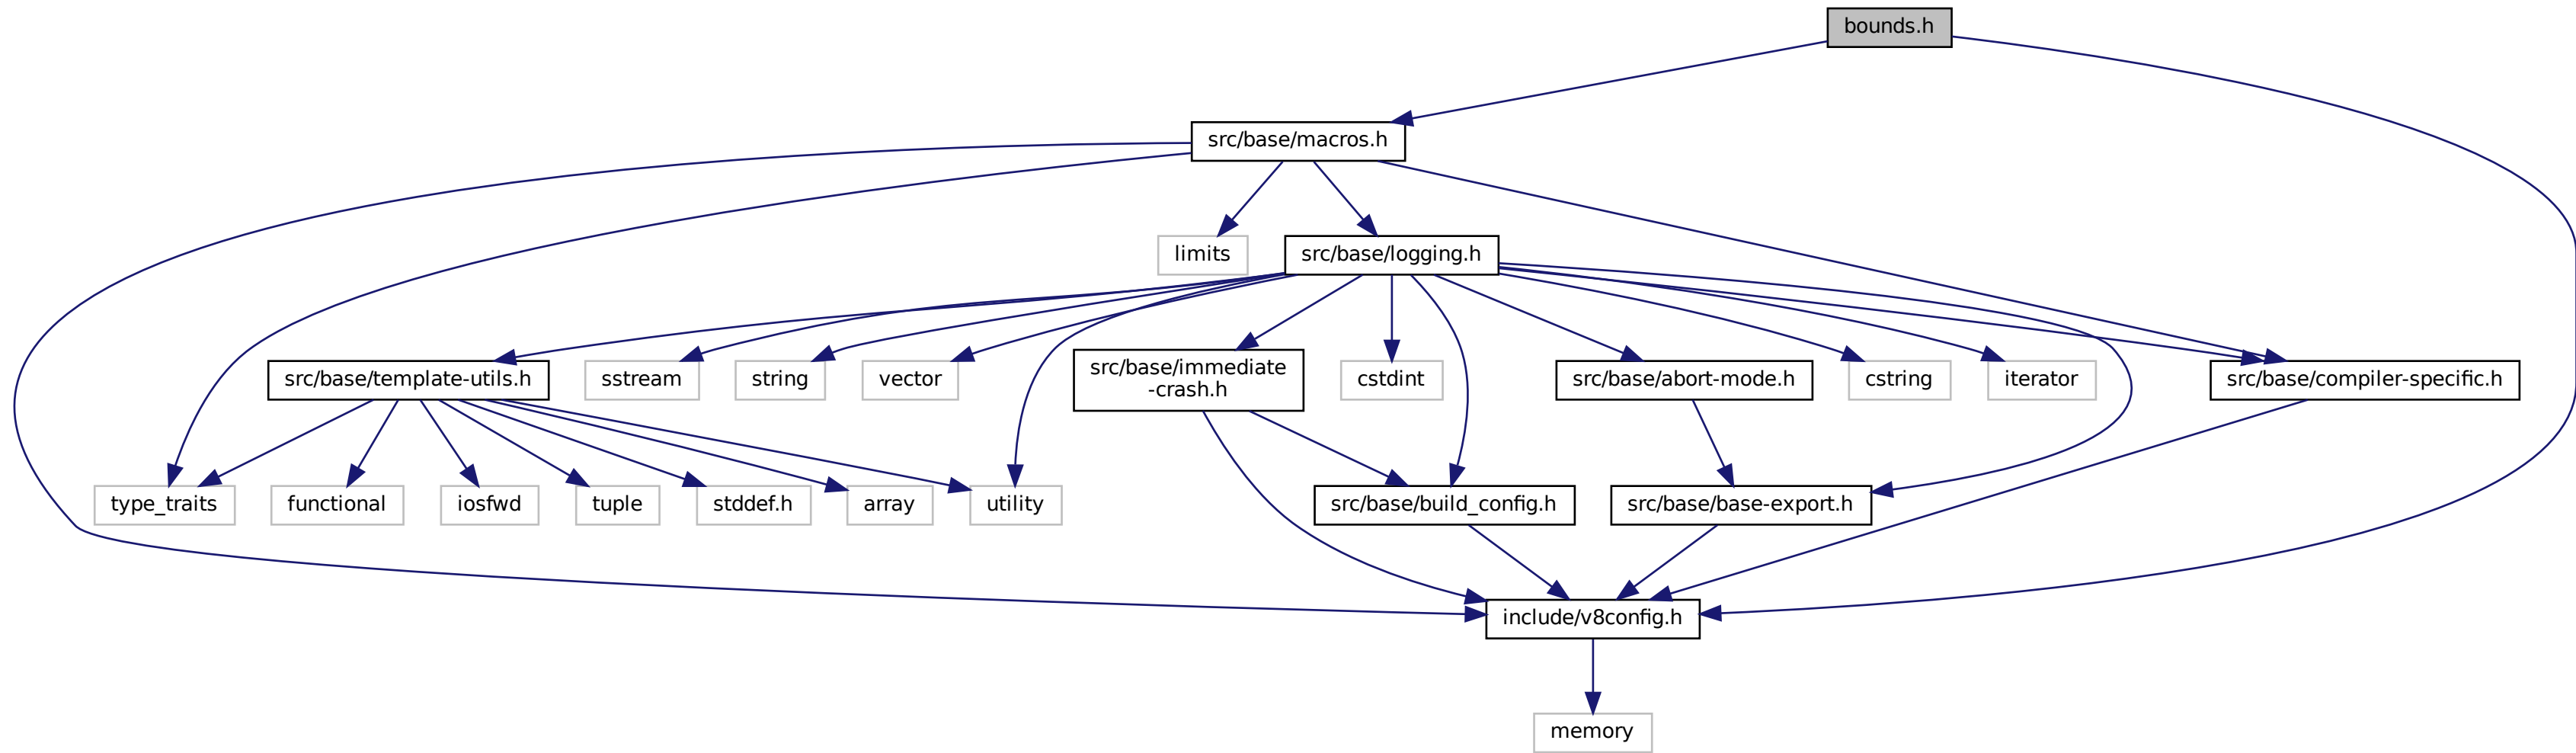 bounds.h
src/base/macros.h
limits
src/base/logging.h
src/base/template-utils.h
sstream
string
vector
src/base/immediate
-crash.h
cstdint
src/base/abort-mode.h
cstring
iterator
src/base/compiler-specific.h
type_traits
functional
iosfwd
tuple
stddef.h
array
utility
src/base/build_config.h
src/base/base-export.h
include/v8config.h
memory